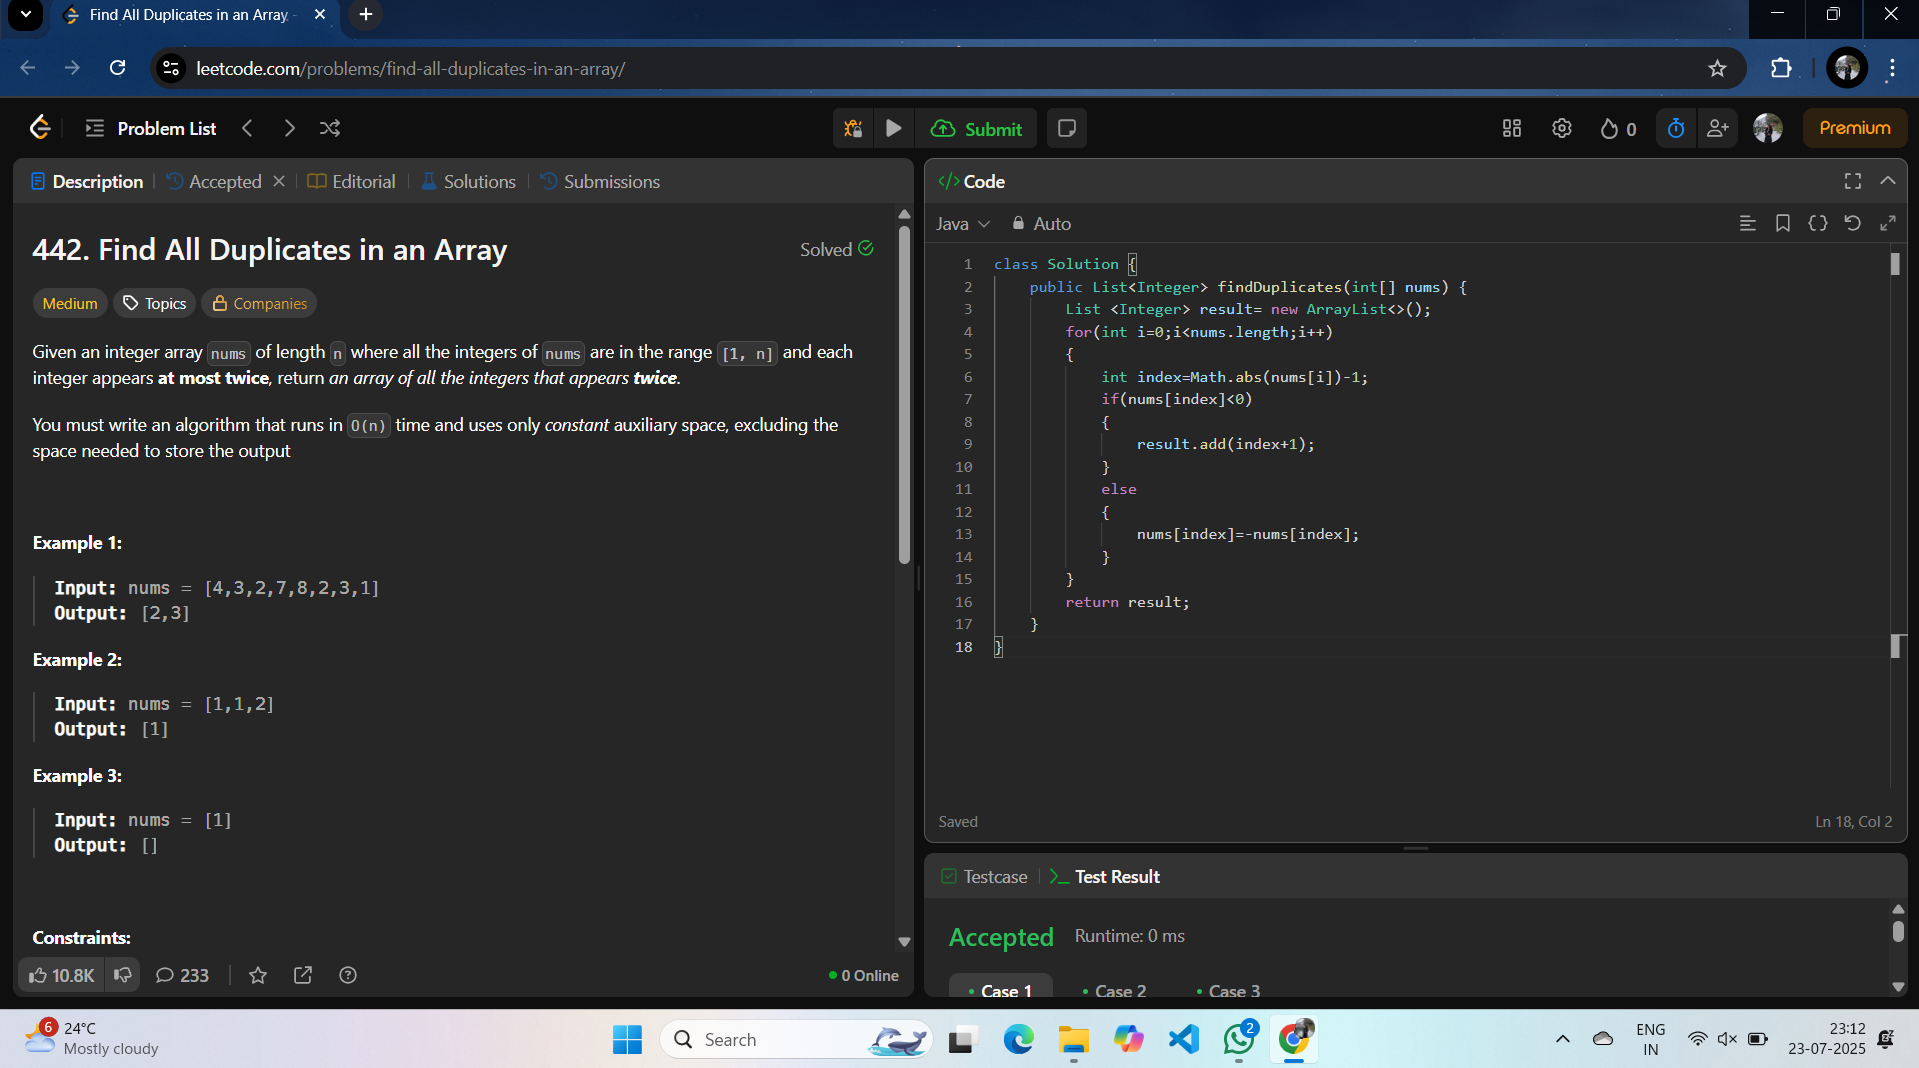 Find All Duplicates in an Array -
leetcode.com/problems/find-all-duplicates-in-an-array/
Problem List
Submit
0
Premium
Description
Accepted
Editorial
Solutions
Submissions
442. Find All Duplicates in an Array
Solved
Medium
Topics
Companies
Given an integer array nums of length n where all the integers of nums are in the range [1, n] and each
integer appears at most twice, return an array of all the integers that appears twice.
You must write an algorithm that runs in O(n) time and uses only constant auxiliary space, excluding the
space needed to store the output
Example 1:
Input: nums = [4,3,2,7,8,2,3,1]
Output: [2,3]
Example 2:
Input: nums = [1,1,2]
Output: [1]
Example 3:
Input: nums = [1]
Output: []
Constraints:
10.8K
233
0 Online
</> Code
Java
Auto
1 class Solution {
2     public List<Integer> findDuplicates(int[] nums) {
3         List <Integer> result= new ArrayList<>();
4         for(int i=0;i<nums.length;i++)
5         {
6             int index=Math.abs(nums[i])-1;
7             if(nums[index]<0)
8             {
9                 result.add(index+1);
10             }
11             else
12             {
13                 nums[index]=-nums[index];
14             }
15         }
16         return result;
17     }
18 }
Saved
Ln 18, Col 2
Testcase
Test Result
Accepted
Runtime: 0 ms
Case 1
Case 2
Case 3
6
24°C
Mostly cloudy
Search
2
ENG
IN
23:12
23-07-2025